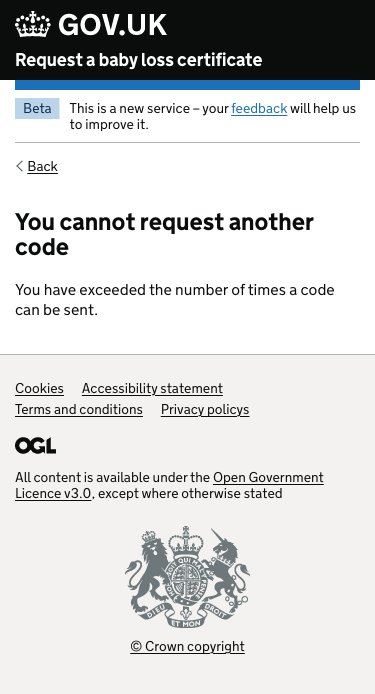 GOV.UK
Request a baby loss certificate
Beta
This is a new service – your feedback will help us
to improve it.
Back
You cannot request another
code
You have exceeded the number of times a code
can be sent.
Cookies Accessibility statement
Terms and conditions Privacy policys
OGL
All content is available under the Open Government
Licence v3.0, except where otherwise stated
DIEU ET MON DROIT
© Crown copyright